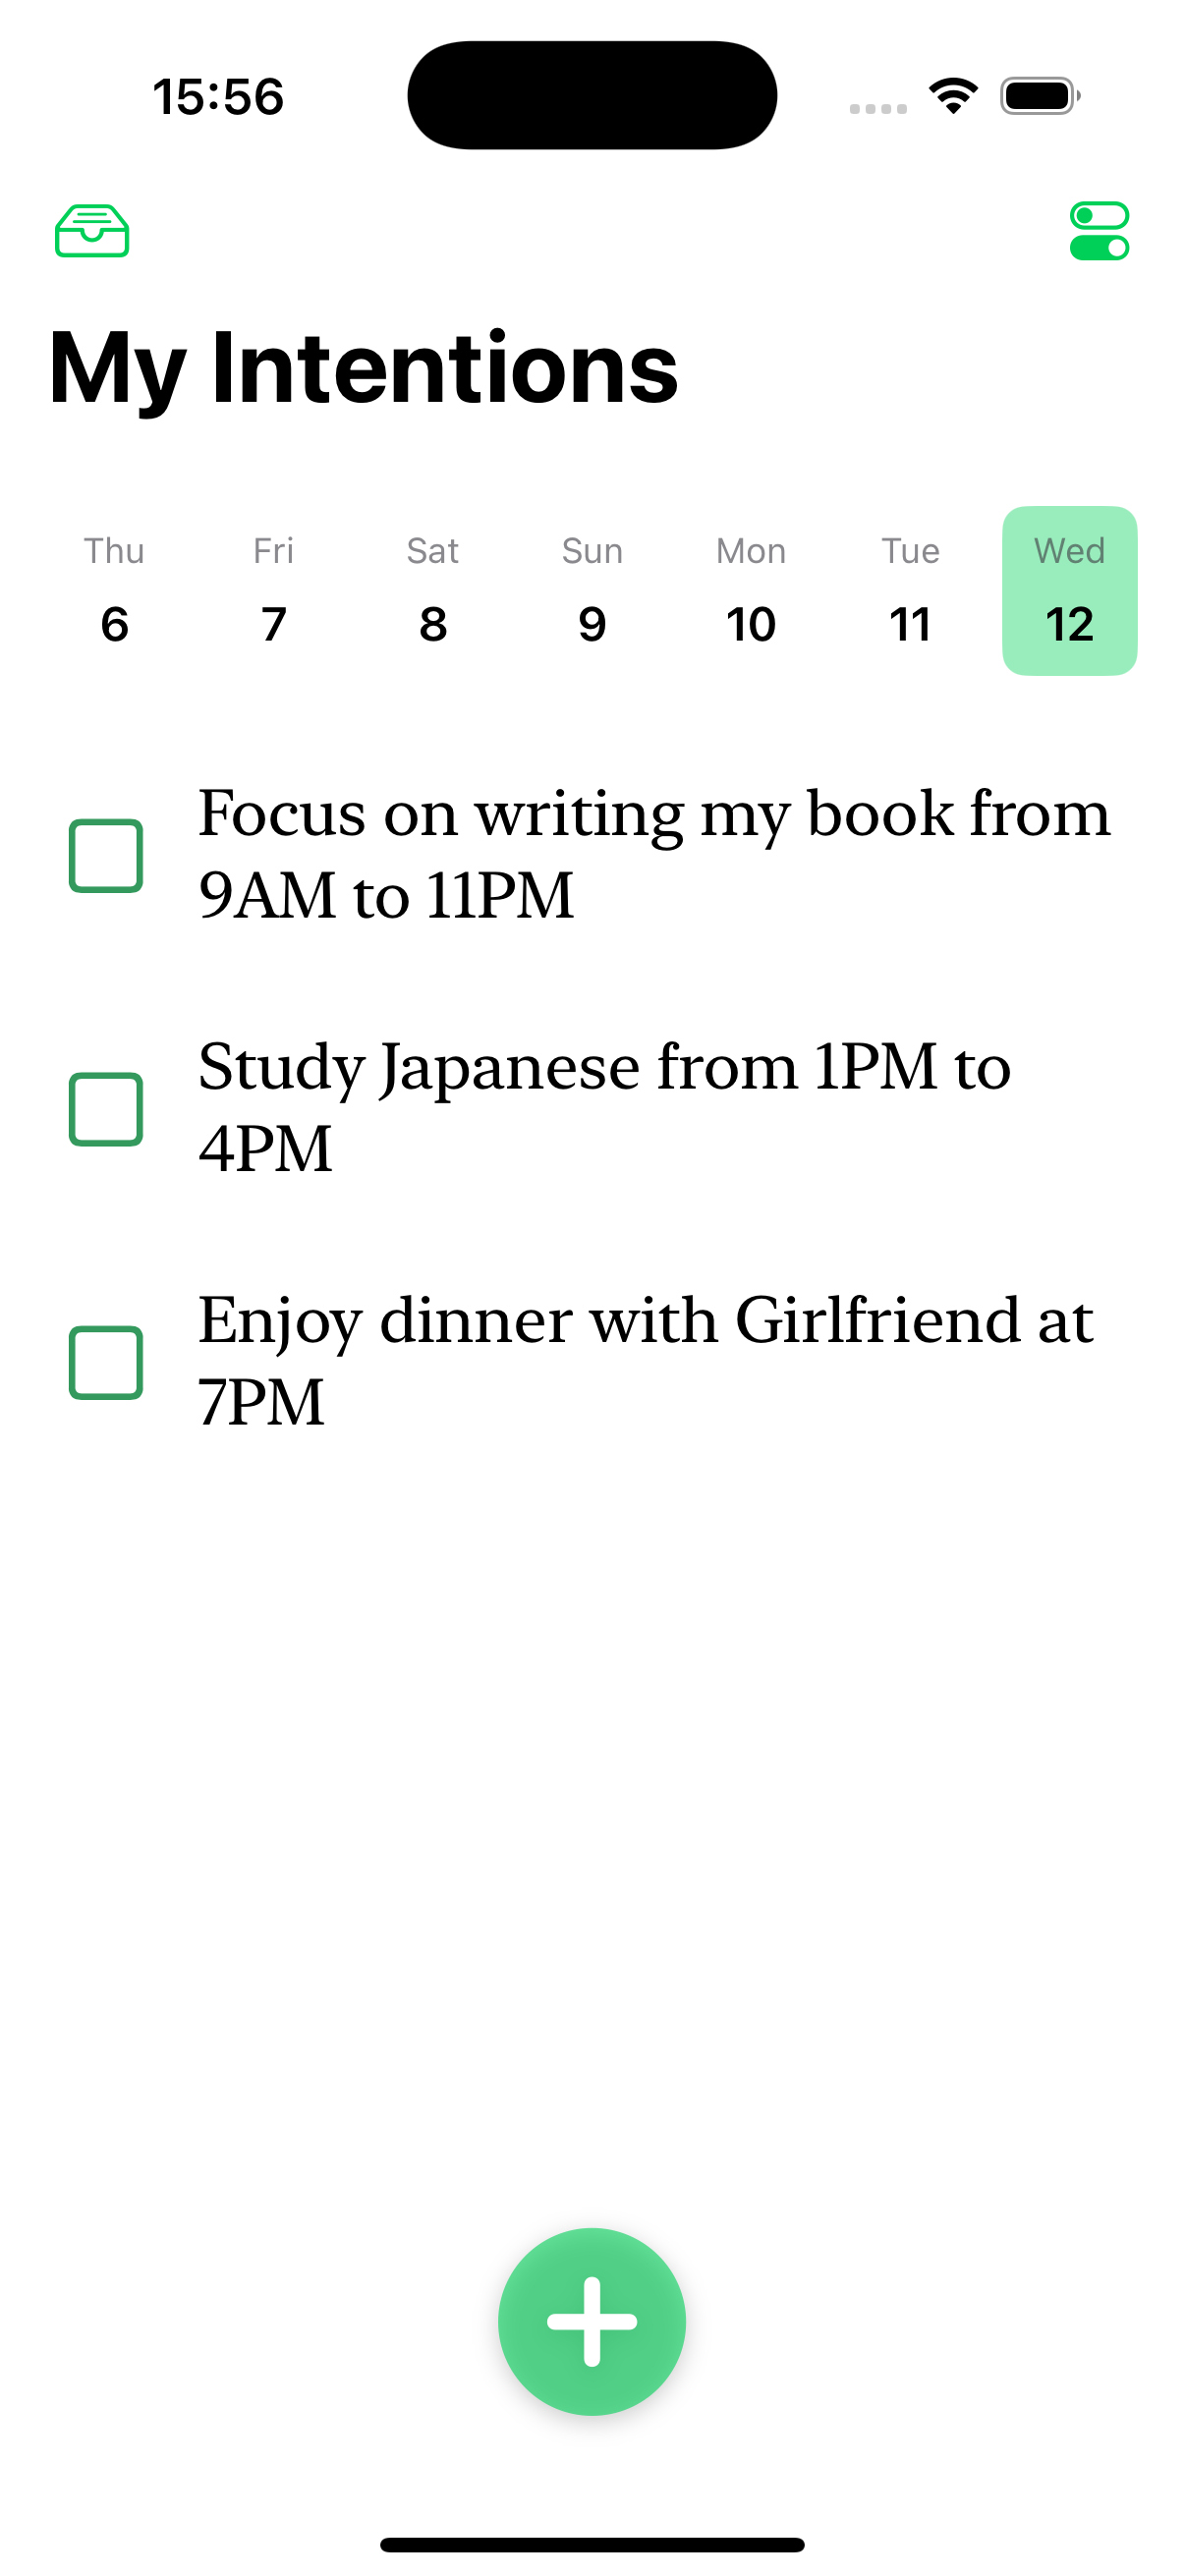 15:56
My Intentions
Thu Fri Sat Sun Mon Tue Wed
6 7 8 9 10 11 12
Focus on writing my book from
9AM to 11PM
Study Japanese from 1PM to
4PM
Enjoy dinner with Girlfriend at
7PM